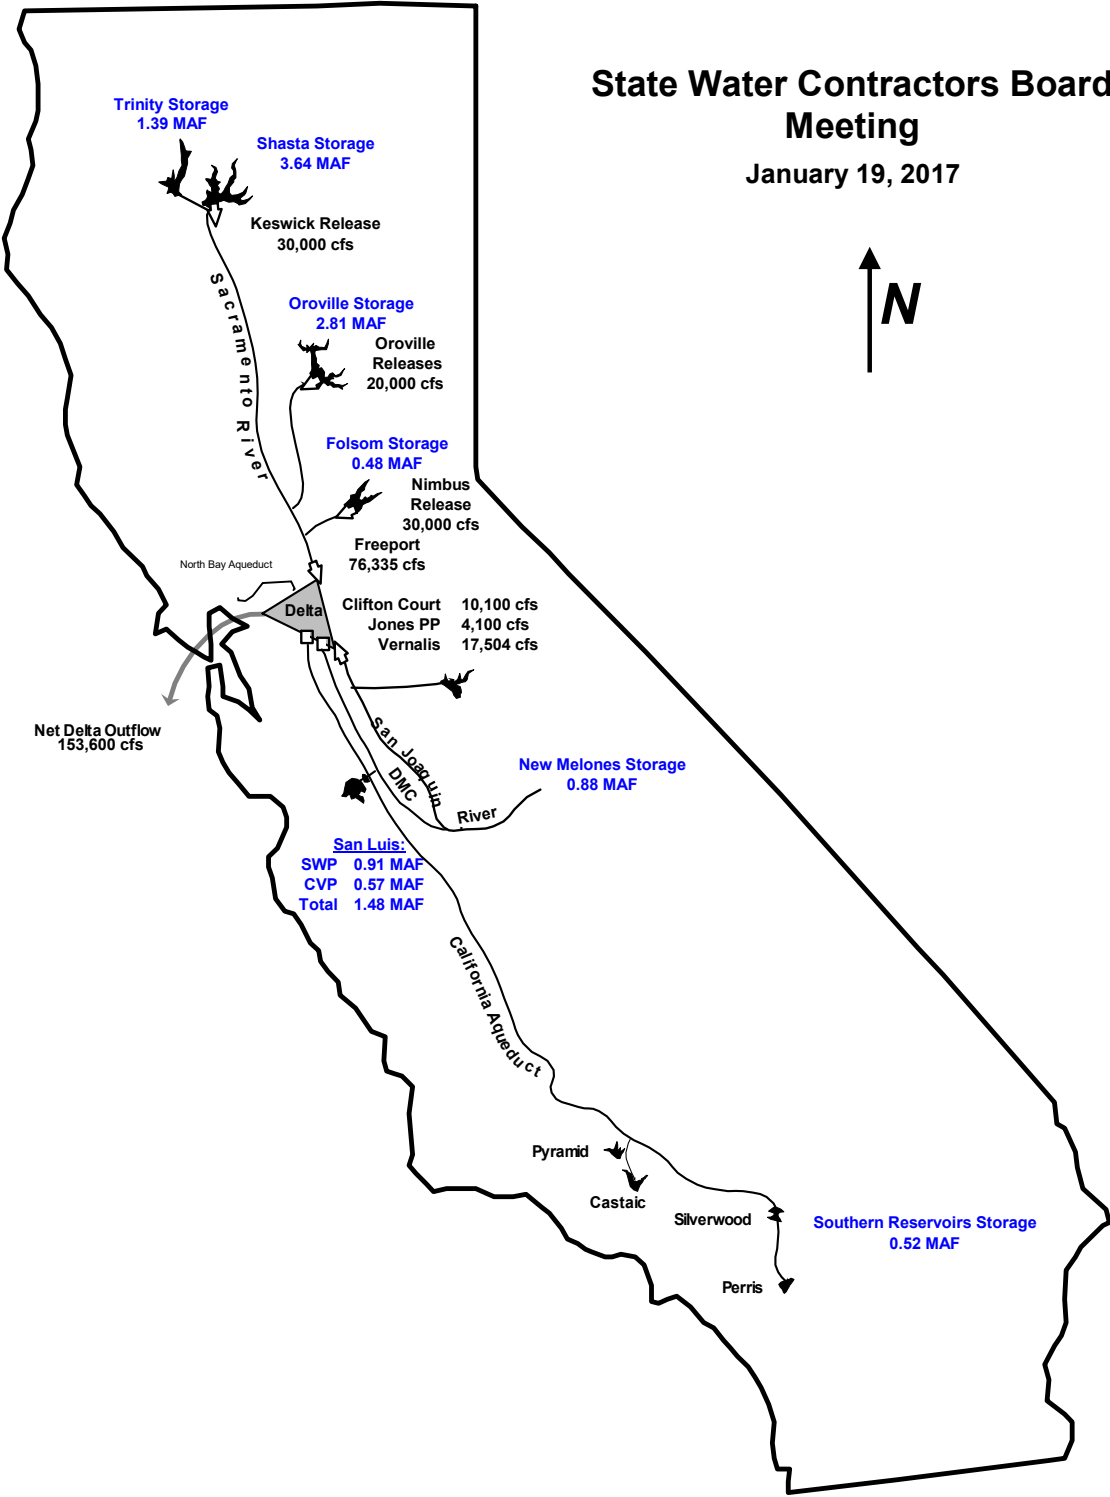 State Water Contractors Board
Meeting
January 19, 2017
N
Trinity Storage
1.39 MAF
Shasta Storage
3.64 MAF
Keswick Release
30,000 cfs
Sacramento River
Oroville Storage
2.81 MAF
Oroville
Releases
20,000 cfs
Folsom Storage
0.48 MAF
Nimbus
Release
30,000 cfs
Freeport
76,335 cfs
North Bay Aqueduct
Delta
Clifton Court 10,100 cfs
Jones PP 4,100 cfs
Vernalis 17,504 cfs
Net Delta Outflow
153,600 cfs
San Joaquin
River
DMC
New Melones Storage
0.88 MAF
San Luis:
SWP 0.91 MAF
CVP 0.57 MAF
Total 1.48 MAF
California Aqueduct
Pyramid
Castaic
Silverwood
Southern Reservoirs Storage
0.52 MAF
Perris